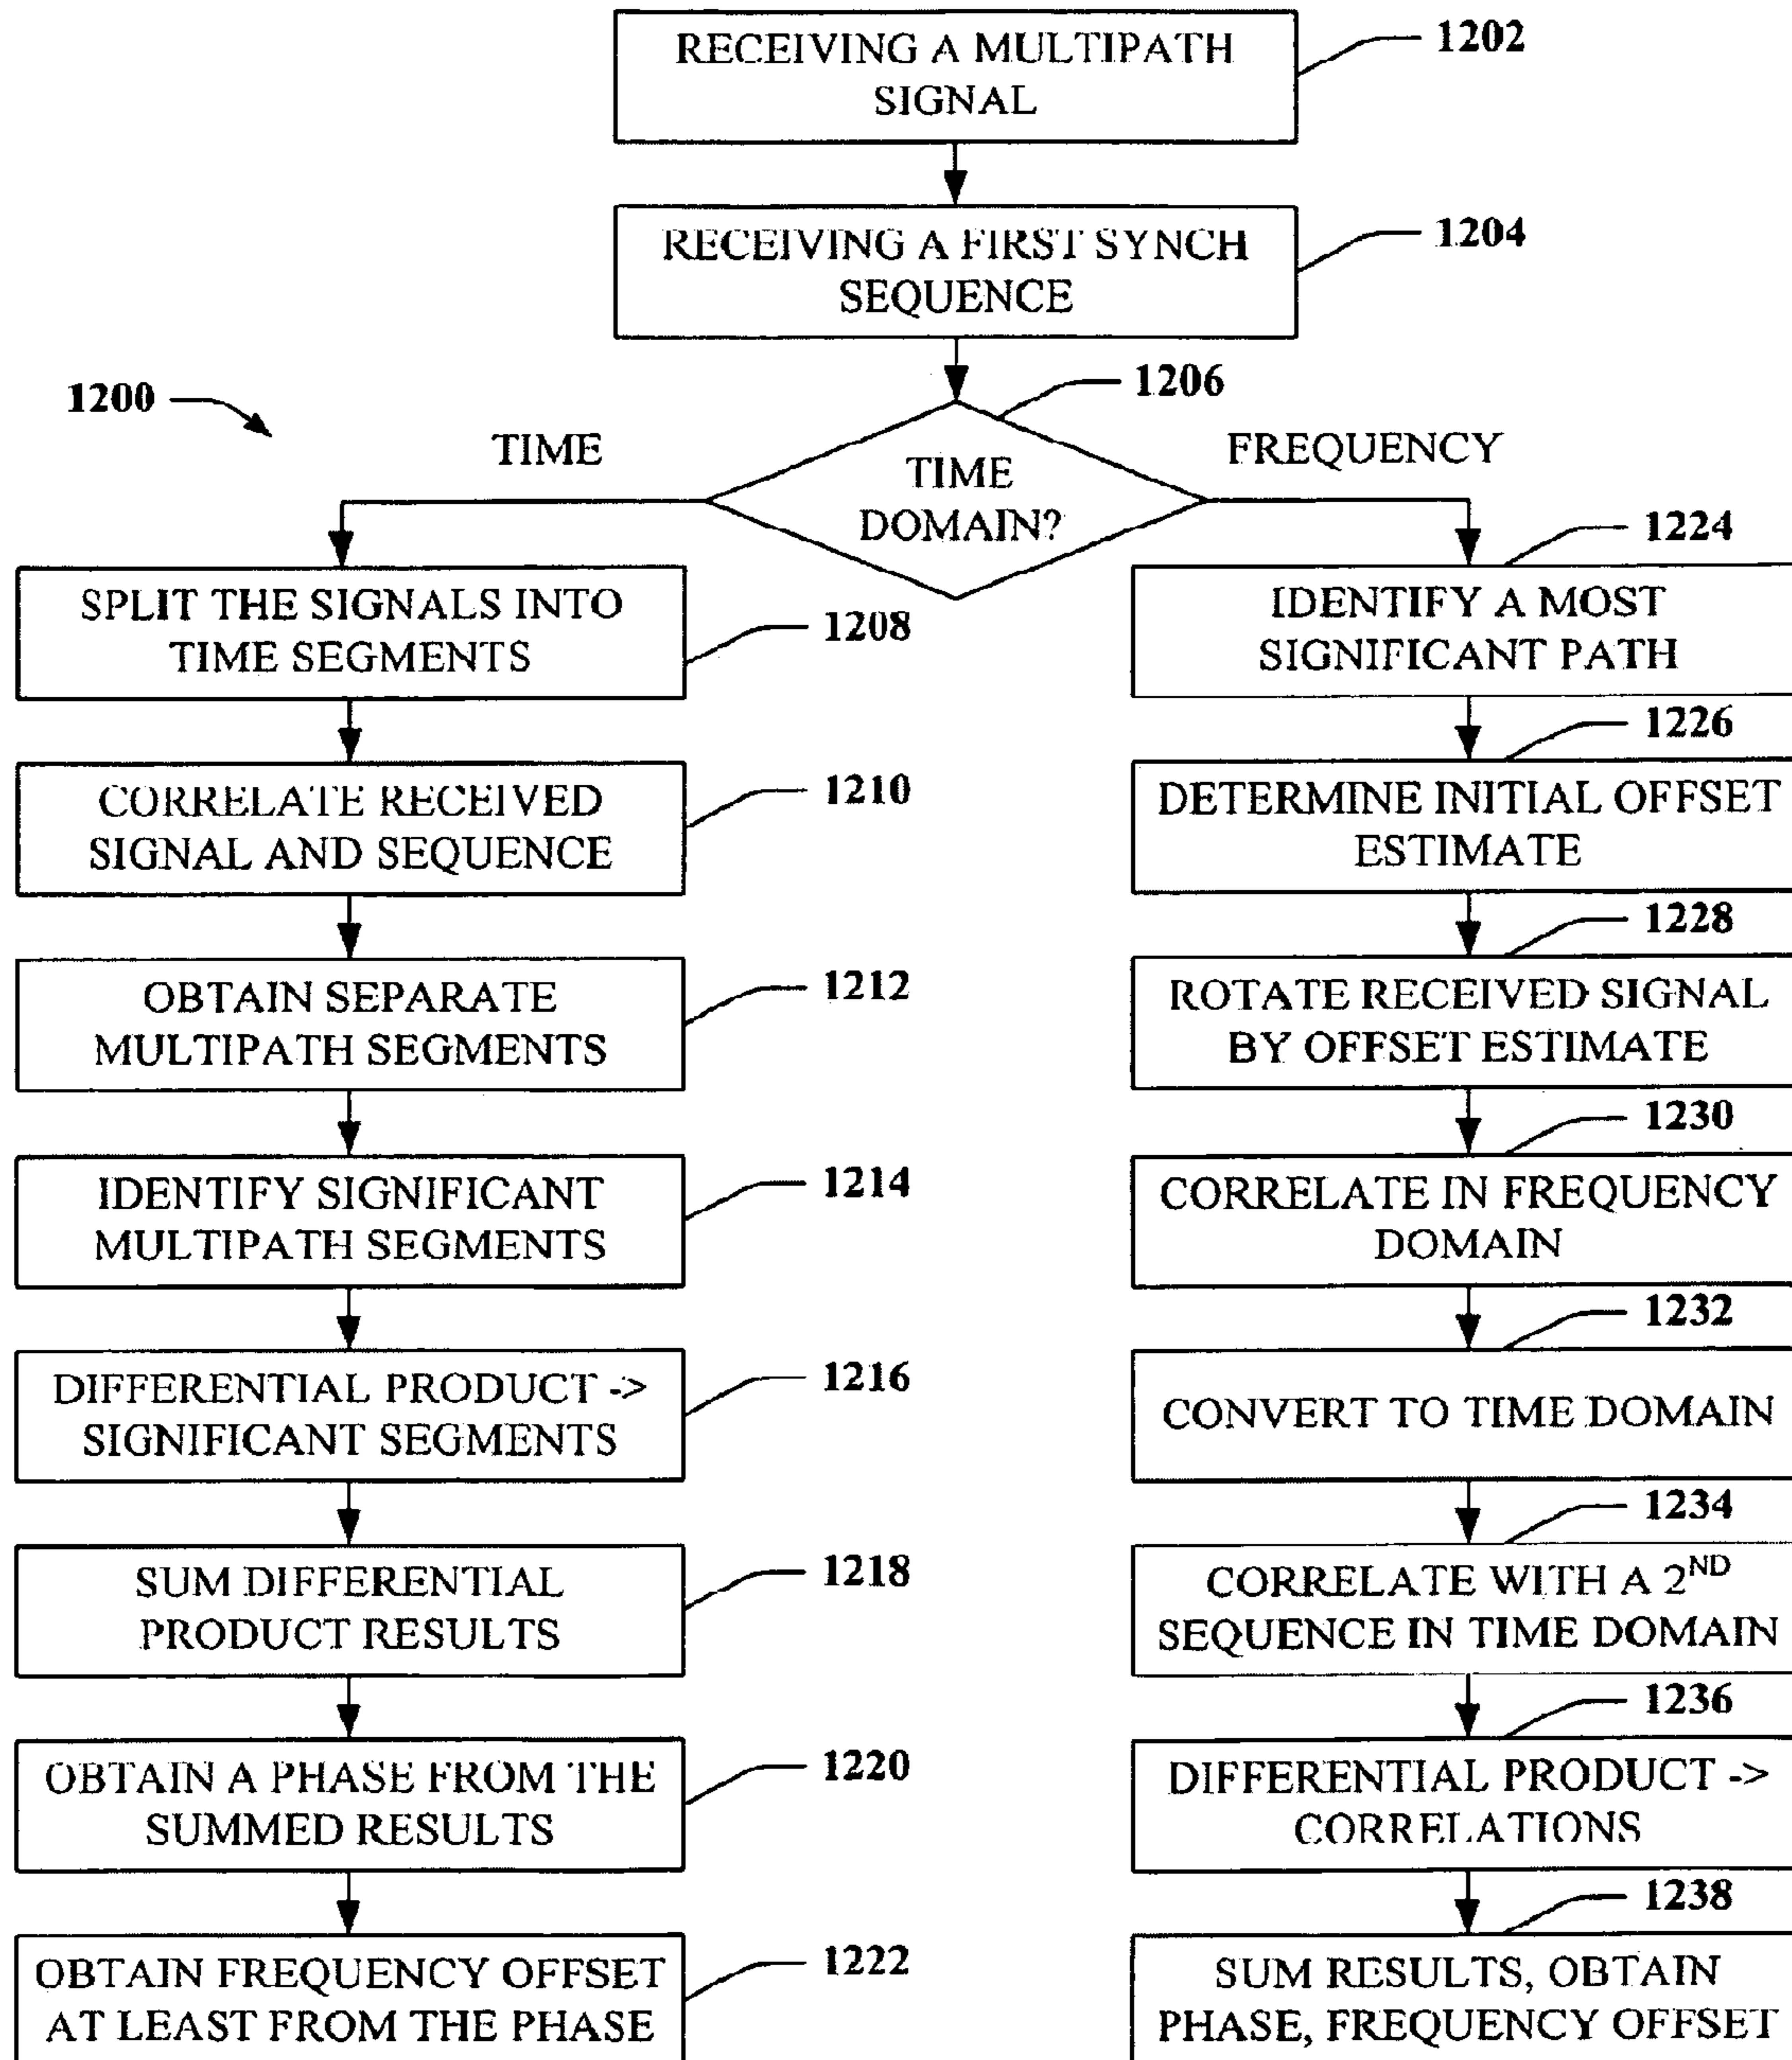 RECEIVING A MULTIPATH
SIGNAL
1202
RECEIVING A FIRST SYNCH
SEQUENCE
1204
1200
1206
TIME
FREQUENCY
TIME
DOMAIN?
SPLIT THE SIGNALS INTO
TIME SEGMENTS
1208
CORRELATE RECEIVED
SIGNAL AND SEQUENCE
1210
OBTAIN SEPARATE
MULTIPATH SEGMENTS
1212
IDENTIFY SIGNIFICANT
MULTIPATH SEGMENTS
1214
DIFFERENTIAL PRODUCT ->
SIGNIFICANT SEGMENTS
1216
SUM DIFFERENTIAL
PRODUCT RESULTS
1218
OBTAIN A PHASE FROM THE
SUMMED RESULTS
1220
OBTAIN FREQUENCY OFFSET
AT LEAST FROM THE PHASE
1222
1224
IDENTIFY A MOST
SIGNIFICANT PATH
1226
DETERMINE INITIAL OFFSET
ESTIMATE
1228
ROTATE RECEIVED SIGNAL
BY OFFSET ESTIMATE
1230
CORRELATE IN FREQUENCY
DOMAIN
1232
CONVERT TO TIME DOMAIN
1234
CORRELATE WITH A 2ND
SEQUENCE IN TIME DOMAIN
1236
DIFFERENTIAL PRODUCT ->
CORRELATIONS
1238
SUM RESULTS, OBTAIN
PHASE, FREQUENCY OFFSET